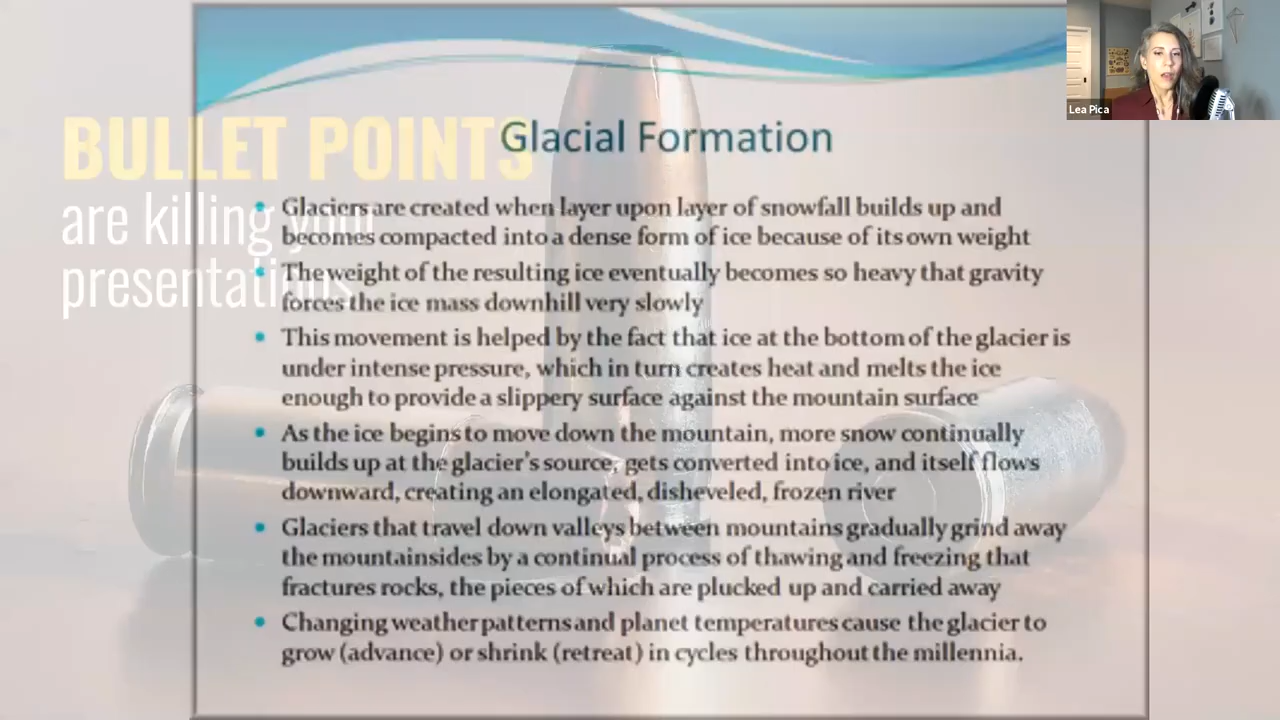 Lea Pica
BULLET POINTS
are killing your
presentations
Glacial Formation
• Glaciers are created when layer upon layer of snowfall builds up and
becomes compacted into a dense form of ice because of its own weight
• The weight of the resulting ice eventually becomes so heavy that gravity
forces the ice mass downhill very slowly
• This movement is helped by the fact that ice at the bottom of the glacier is
under intense pressure, which in turn creates heat and melts the ice
enough to provide a slippery surface against the mountain surface
• As the ice begins to move down the mountain, more snow continually
builds up at the glacier's source, gets converted into ice, and itself flows
downward, creating an elongated, disheveled, frozen river
• Glaciers that travel down valleys between mountains gradually grind away
the mountainsides by a continual process of thawing and freezing that
fractures rocks, the pieces of which are plucked up and carried away
• Changing weather patterns and planet temperatures cause the glacier to
grow (advance) or shrink (retreat) in cycles throughout the millennia.